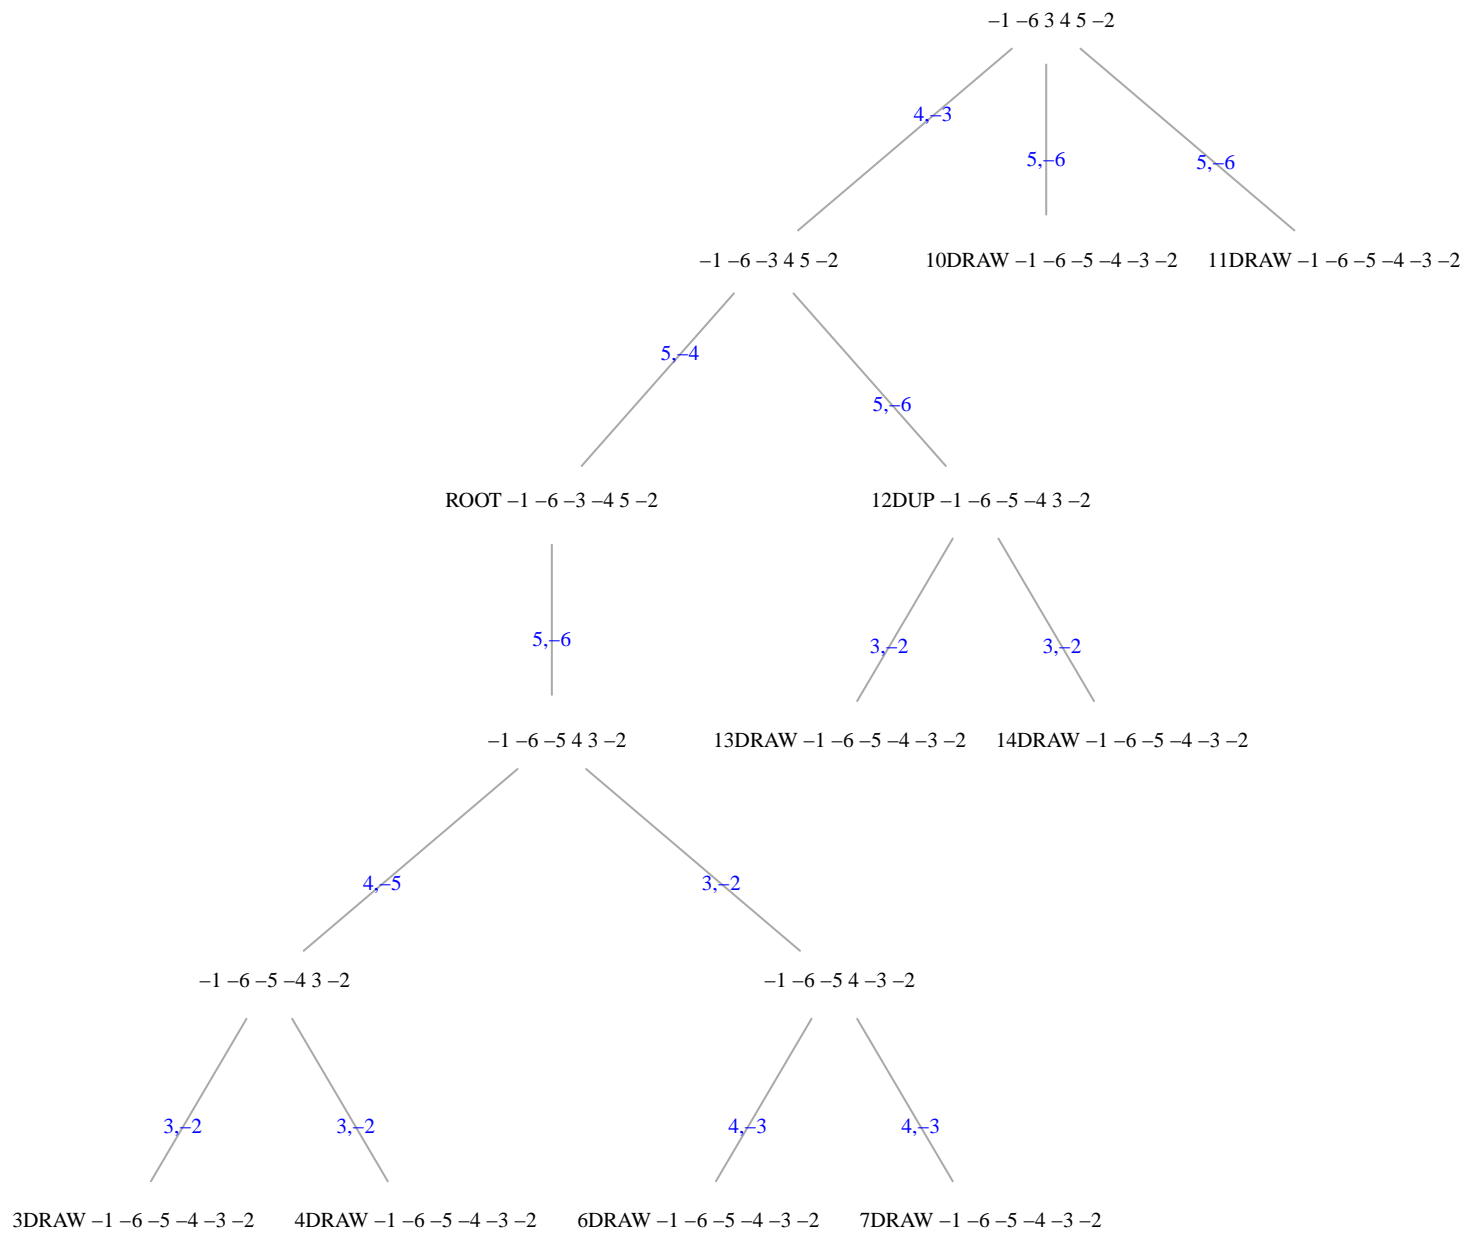 –1 –6 3 4 5 –2
4,–3
5,–6
5,–6
–1 –6 –3 4 5 –2
10DRAW –1 –6 –5 –4 –3 –2
11DRAW –1 –6 –5 –4 –3 –2
5,–4
5,–6
ROOT –1 –6 –3 –4 5 –2
12DUP –1 –6 –5 –4 3 –2
5,–6
3,–2
3,–2
–1 –6 –5 4 3 –2
13DRAW –1 –6 –5 –4 –3 –2
14DRAW –1 –6 –5 –4 –3 –2
4,–5
3,–2
–1 –6 –5 –4 3 –2
–1 –6 –5 4 –3 –2
3,–2
3,–2
4,–3
4,–3
3DRAW –1 –6 –5 –4 –3 –2
4DRAW –1 –6 –5 –4 –3 –2
6DRAW –1 –6 –5 –4 –3 –2
7DRAW –1 –6 –5 –4 –3 –2